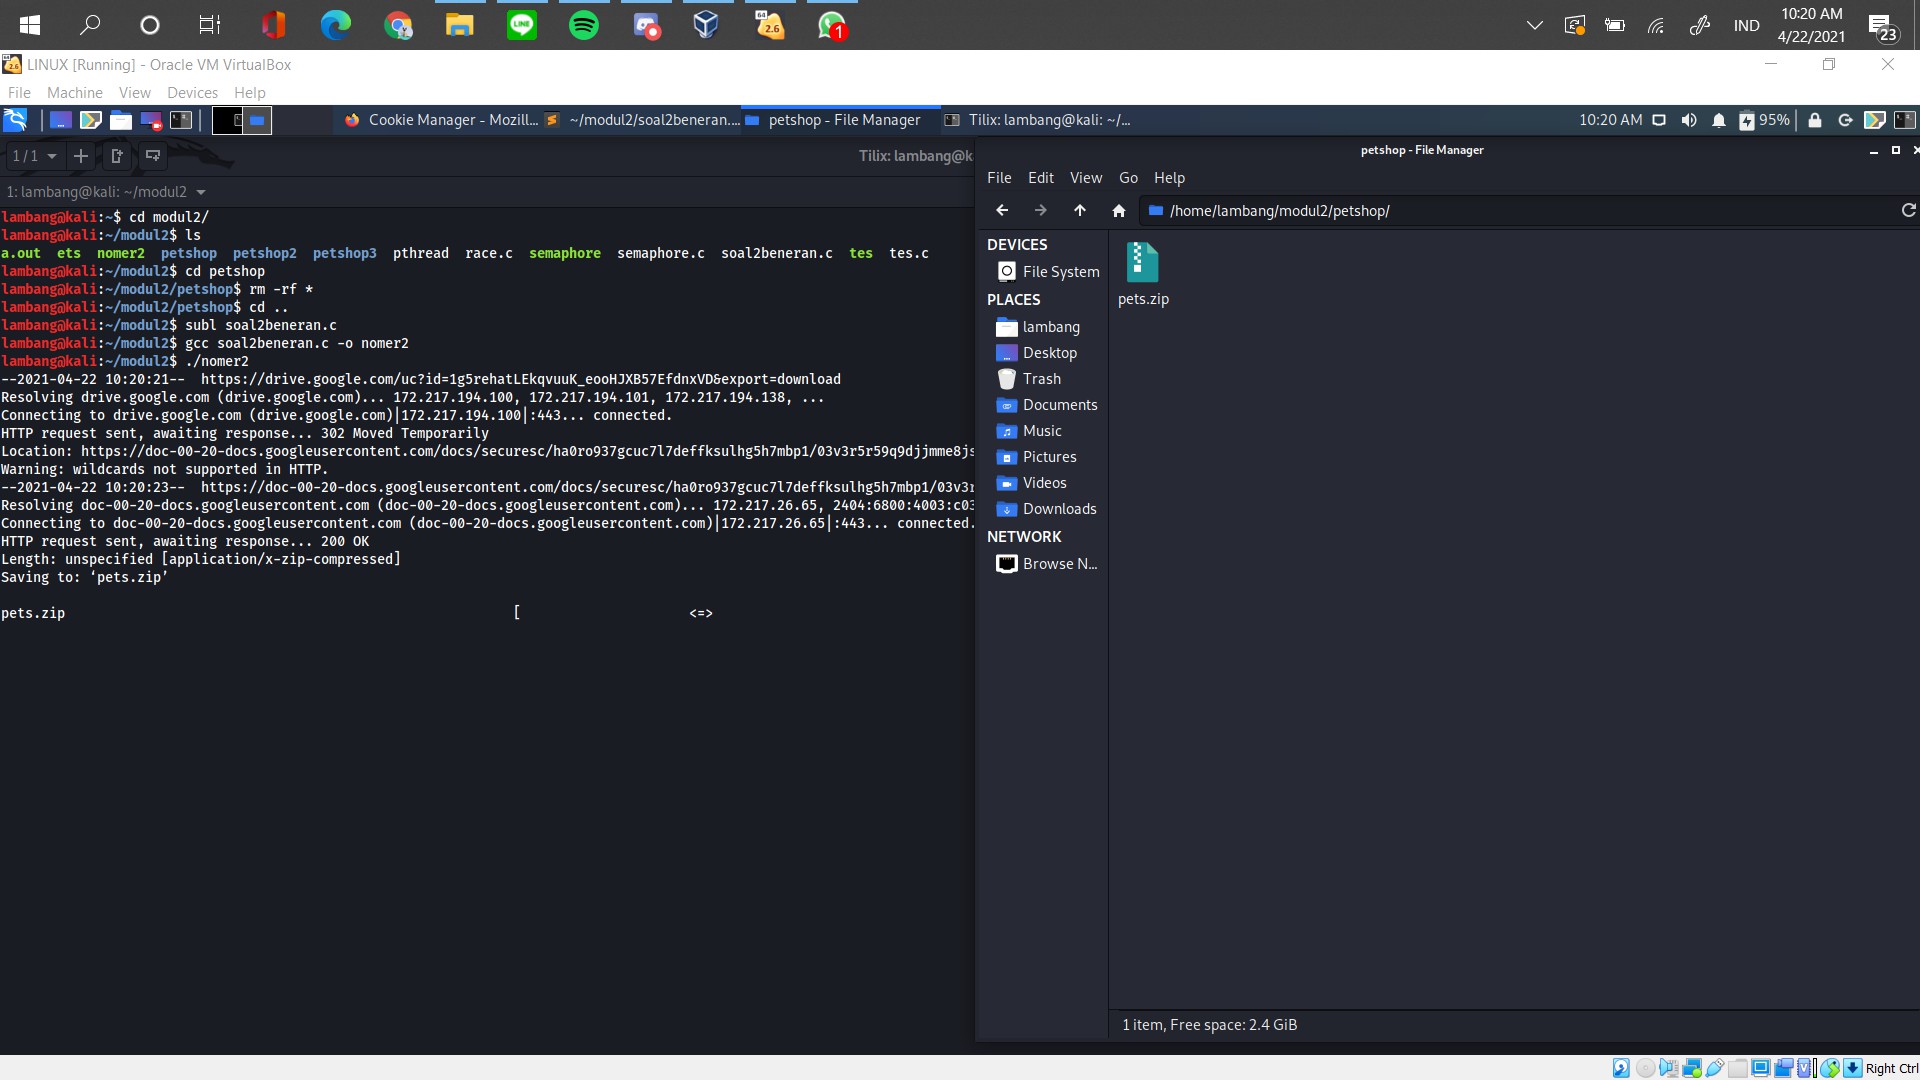 LINE
64
2.6
1
IND
10:20 AM
4/22/2021
23
64
2.6
LINUX [Running] - Oracle VM VirtualBox
File Machine View Devices Help
Cookie Manager - Mozill...
~/modul2/soal2beneran....
petshop - File Manager
Tilix: lambang@kali: ~/...
10:20 AM
95%
1 / 1
Tilix: lambang@k
1: lambang@kali: ~/modul2
lambang@kali:~$ cd modul2/
lambang@kali:~/modul2$ ls
a.out ets nomer2 petshop petshop2 petshop3 pthread race.c semaphore semaphore.c soal2beneran.c tes tes.c
lambang@kali:~/modul2$ cd petshop
lambang@kali:~/modul2/petshop$ rm -rf *
lambang@kali:~/modul2/petshop$ cd ..
lambang@kali:~/modul2$ subl soal2beneran.c
lambang@kali:~/modul2$ gcc soal2beneran.c -o nomer2
lambang@kali:~/modul2$ ./nomer2
--2021-04-22 10:20:21-- https://drive.google.com/uc?id=1g5rehatLEkqvuuK_eooHJXB57EfdnxVD&export=download
Resolving drive.google.com (drive.google.com)... 172.217.194.100, 172.217.194.101, 172.217.194.138, ...
Connecting to drive.google.com (drive.google.com)|172.217.194.100|:443... connected.
HTTP request sent, awaiting response... 302 Moved Temporarily
Location: https://doc-00-20-docs.googleusercontent.com/docs/securesc/ha0ro937gcuc7l7deffksulhg5h7mbp1/03v3r5r59q9djjmme8js
Warning: wildcards not supported in HTTP.
--2021-04-22 10:20:23-- https://doc-00-20-docs.googleusercontent.com/docs/securesc/ha0ro937gcuc7l7deffksulhg5h7mbp1/03v3r
Resolving doc-00-20-docs.googleusercontent.com (doc-00-20-docs.googleusercontent.com)... 172.217.26.65, 2404:6800:4003:c03
Connecting to doc-00-20-docs.googleusercontent.com (doc-00-20-docs.googleusercontent.com)|172.217.26.65|:443... connected.
HTTP request sent, awaiting response... 200 OK
Length: unspecified [application/x-zip-compressed]
Saving to: ‘pets.zip’
pets.zip [ <=>
petshop - File Manager
File Edit View Go Help
/home/lambang/modul2/petshop/
DEVICES
File System
PLACES
lambang
Desktop
Trash
Documents
Music
Pictures
Videos
Downloads
NETWORK
Browse N...
pets.zip
1 item, Free space: 2.4 GiB
Right Ctrl